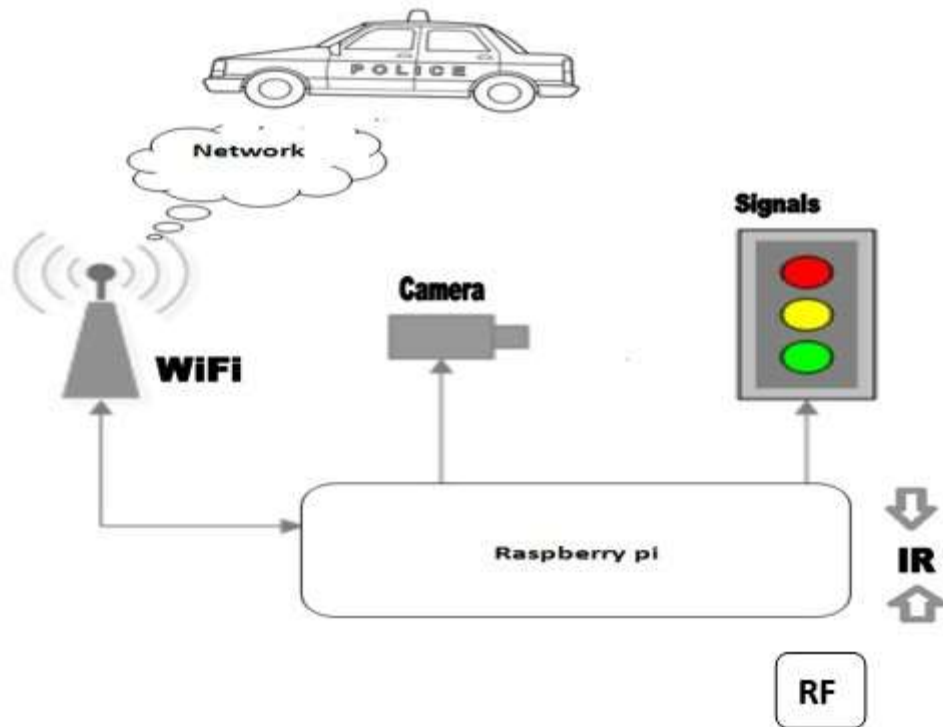 POLICE
Network
Signals
Camera
WiFi
Raspberry pi
IR
RF